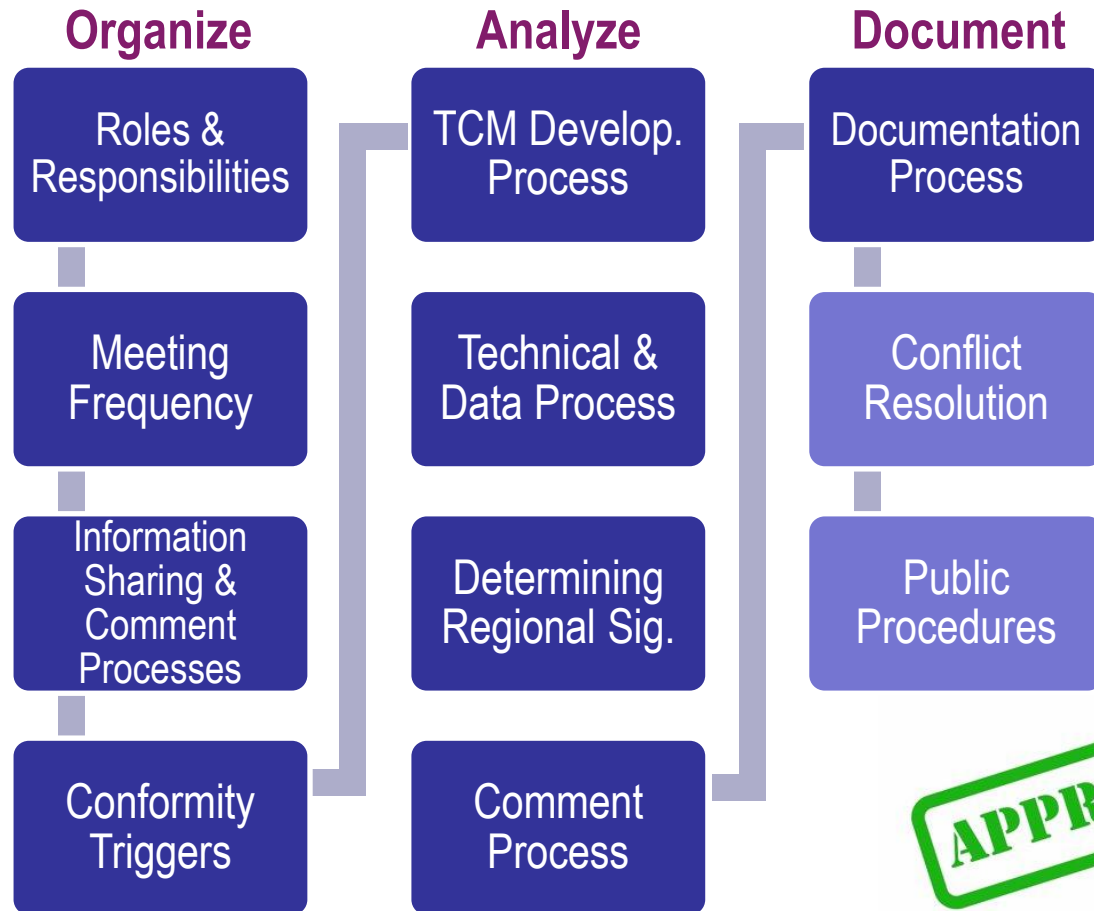 Organize
Roles &
Responsibilities
Meeting
Frequency
Information
Sharing &
Comment
Processes
Conformity
Triggers
Analyze
TCM Develop.
Process
Technical &
Data Process
Determining
Regional Sig.
Comment
Process
Document
Documentation
Process
Conflict
Resolution
Public
Procedures
APPR